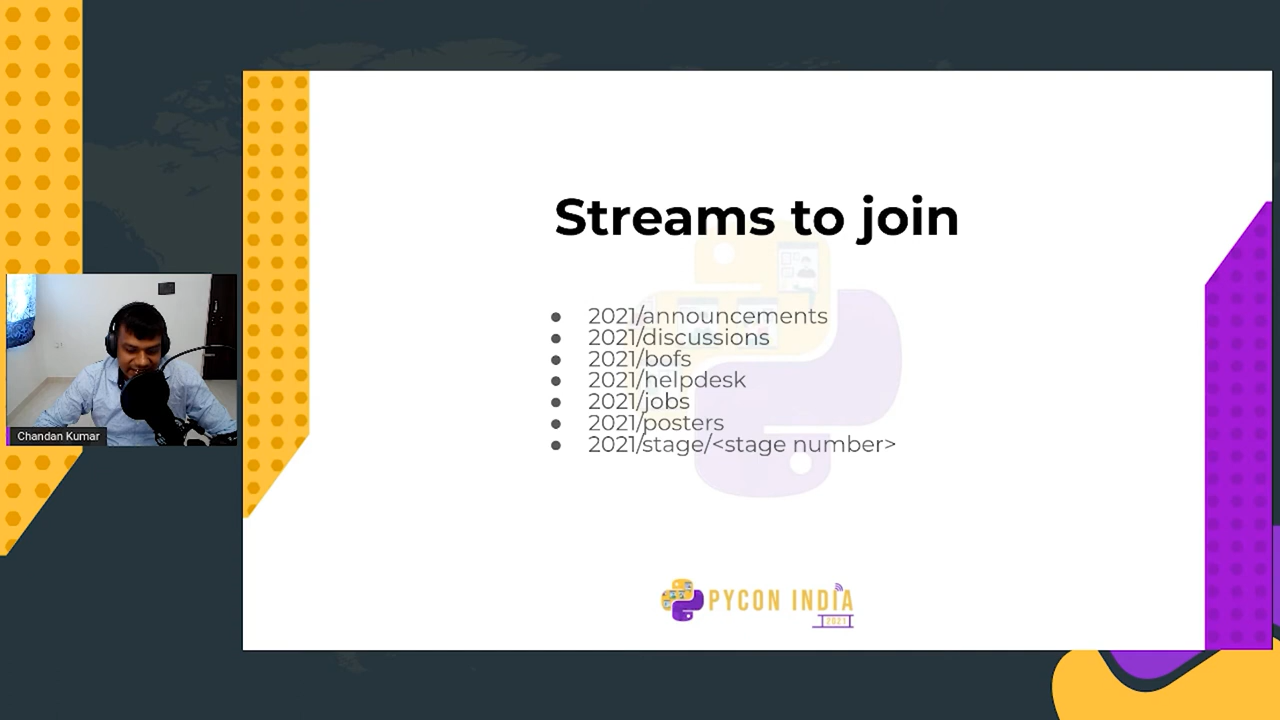 Streams to join
2021/announcements
2021/discussions
2021/bofs
2021/helpdesk
2021/jobs
2021/posters
2021/stage/<stage number>
Chandan Kumar
PYCON INDIA
2021